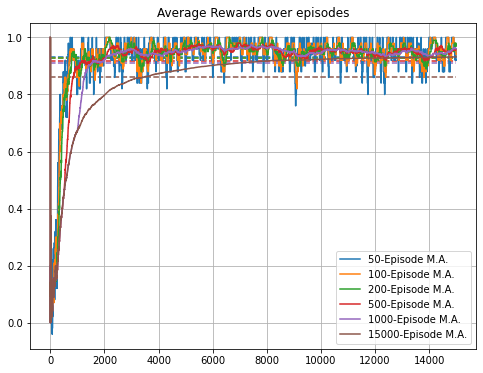 Average Rewards over episodes
1.0
0.8
0.6
0.4
0.2
0.0
50-Episode M.A.
100-Episode M.A.
200-Episode M.A.
500-Episode M.A.
1000-Episode M.A.
15000-Episode M.A.
0 2000 4000 6000 8000 10000 12000 14000